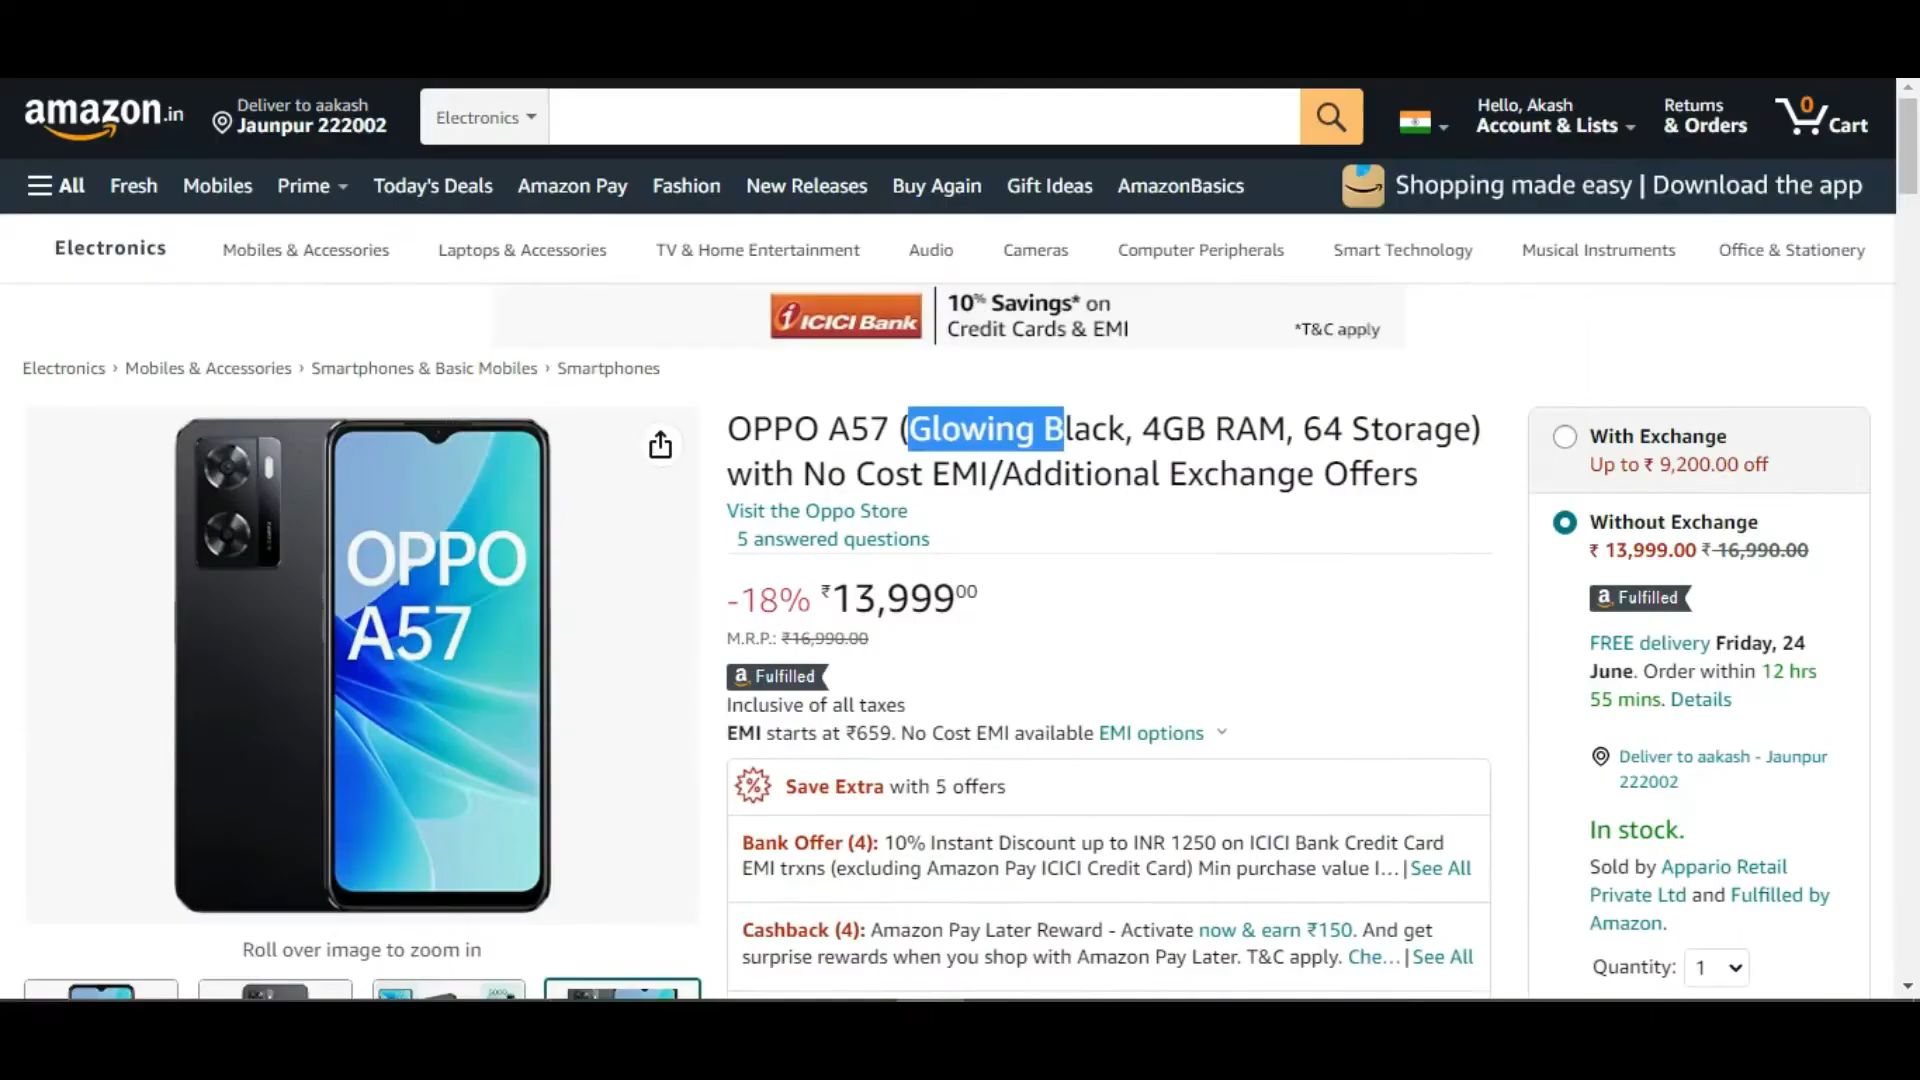 amazon.in
Deliver to aakash
Jaunpur 222002
Electronics
Hello, Akash
Account & Lists
Returns
& Orders
0
Cart
All Fresh Mobiles Prime Today's Deals Amazon Pay Fashion New Releases Buy Again Gift Ideas AmazonBasics
Shopping made easy | Download the app
Electronics Mobiles & Accessories Laptops & Accessories TV & Home Entertainment Audio Cameras Computer Peripherals Smart Technology Musical Instruments Office & Stationery
ICICI Bank
10% Savings* on
Credit Cards & EMI
*T&C apply
Electronics › Mobiles & Accessories › Smartphones & Basic Mobiles › Smartphones
OPPO
A57
Roll over image to zoom in
OPPO A57 (Glowing Black, 4GB RAM, 64 Storage)
with No Cost EMI/Additional Exchange Offers
Visit the Oppo Store
5 answered questions
-18% ₹13,99900
M.R.P.: ₹16,990.00
a Fulfilled
Inclusive of all taxes
EMI starts at ₹659. No Cost EMI available EMI options
Save Extra with 5 offers
Bank Offer (4): 10% Instant Discount up to INR 1250 on ICICI Bank Credit Card
EMI trxns (excluding Amazon Pay ICICI Credit Card) Min purchase value I... | See All
Cashback (4): Amazon Pay Later Reward - Activate now & earn ₹150. And get
surprise rewards when you shop with Amazon Pay Later. T&C apply. Che... | See All
With Exchange
Up to ₹ 9,200.00 off
Without Exchange
₹ 13,999.00 ₹ 16,990.00
a Fulfilled
FREE delivery Friday, 24
June. Order within 12 hrs
55 mins. Details
Deliver to aakash - Jaunpur
222002
In stock.
Sold by Appario Retail
Private Ltd and Fulfilled by
Amazon.
Quantity: 1